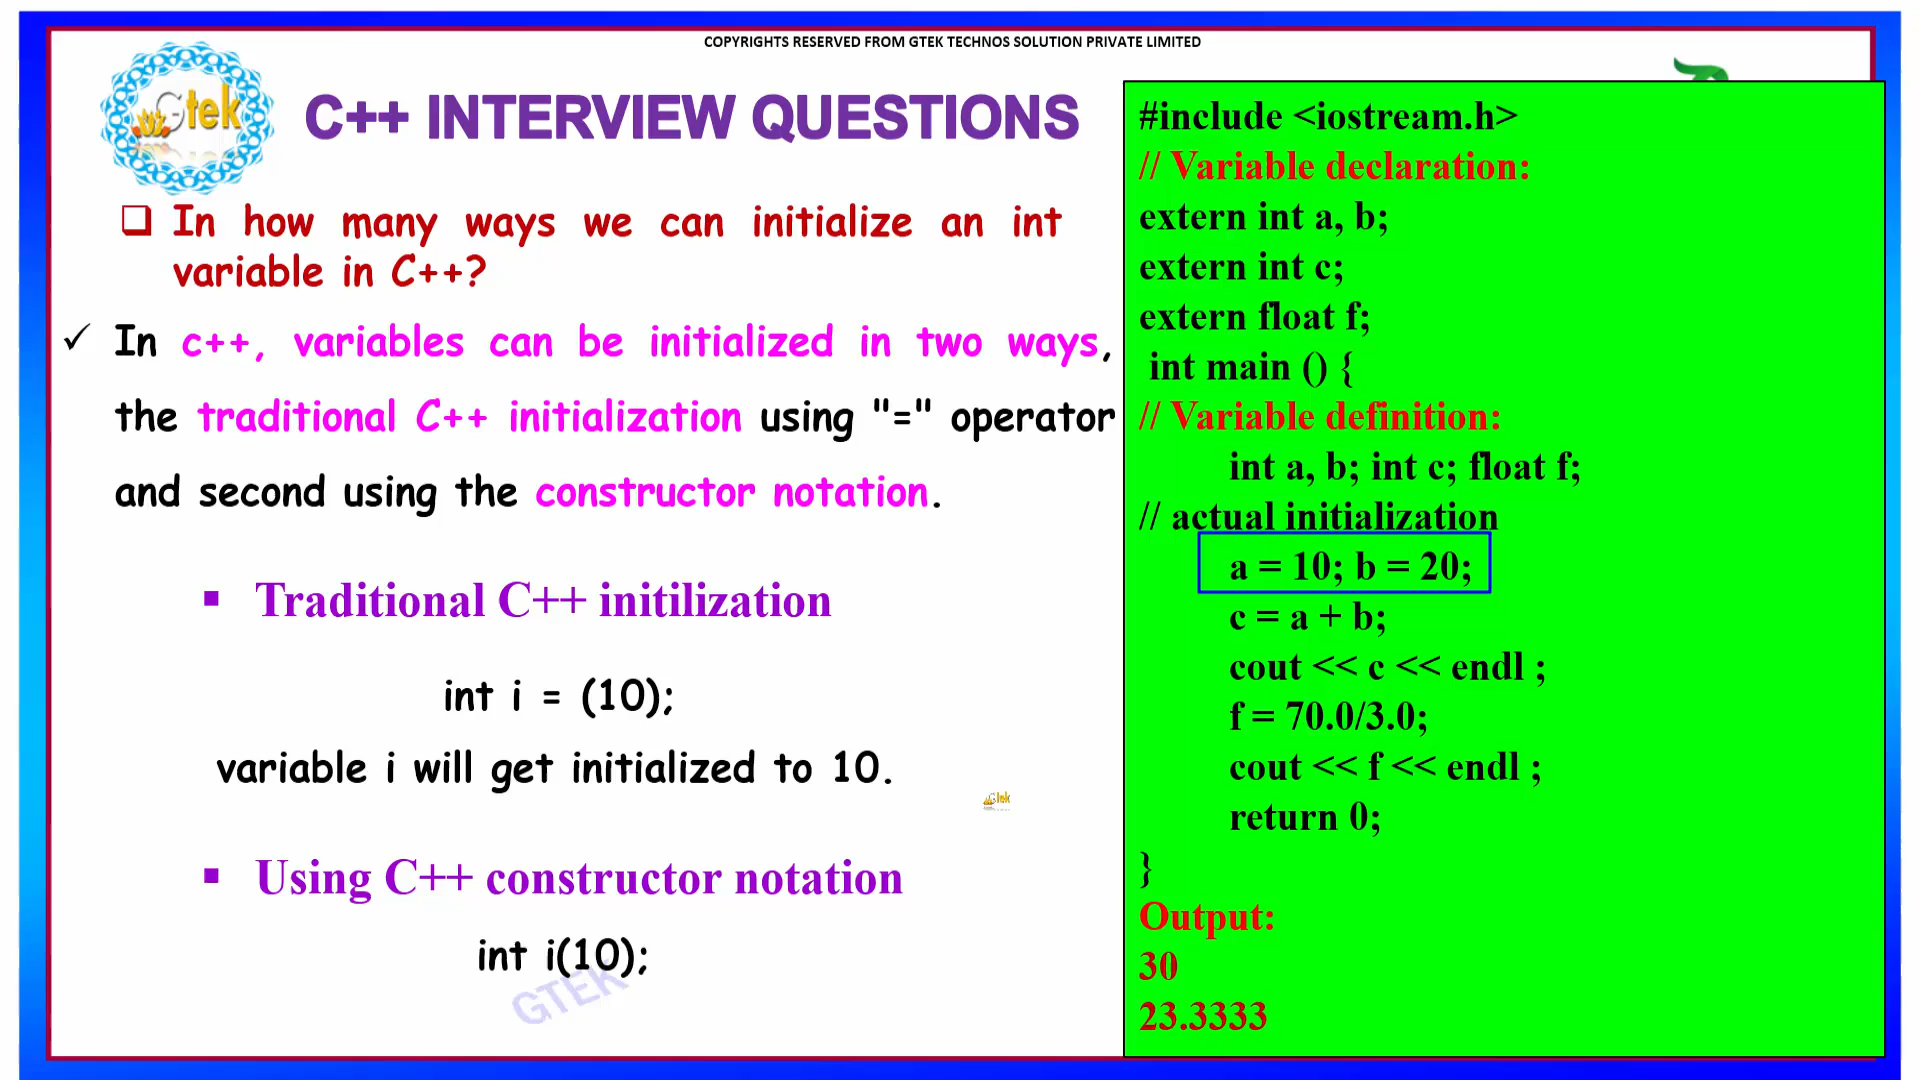 COPYRIGHTS RESERVED FROM GTEK TECHNOS SOLUTION PRIVATE LIMITED
Gtek
C++ INTERVIEW QUESTIONS
In how many ways we can initialize an int
variable in C++?
In c++, variables can be initialized in two ways,
the traditional C++ initialization using "=" operator
and second using the constructor notation.
Traditional C++ initilization
int i = (10);
variable i will get initialized to 10.
Gtek
Using C++ constructor notation
int i(10);
GTEK
#include <iostream.h>
// Variable declaration:
extern int a, b;
extern int c;
extern float f;
int main () {
// Variable definition:
int a, b; int c; float f;
// actual initialization
a = 10; b = 20;
c = a + b;
cout << c << endl ;
f = 70.0/3.0;
cout << f << endl ;
return 0;
}
Output:
30
23.3333